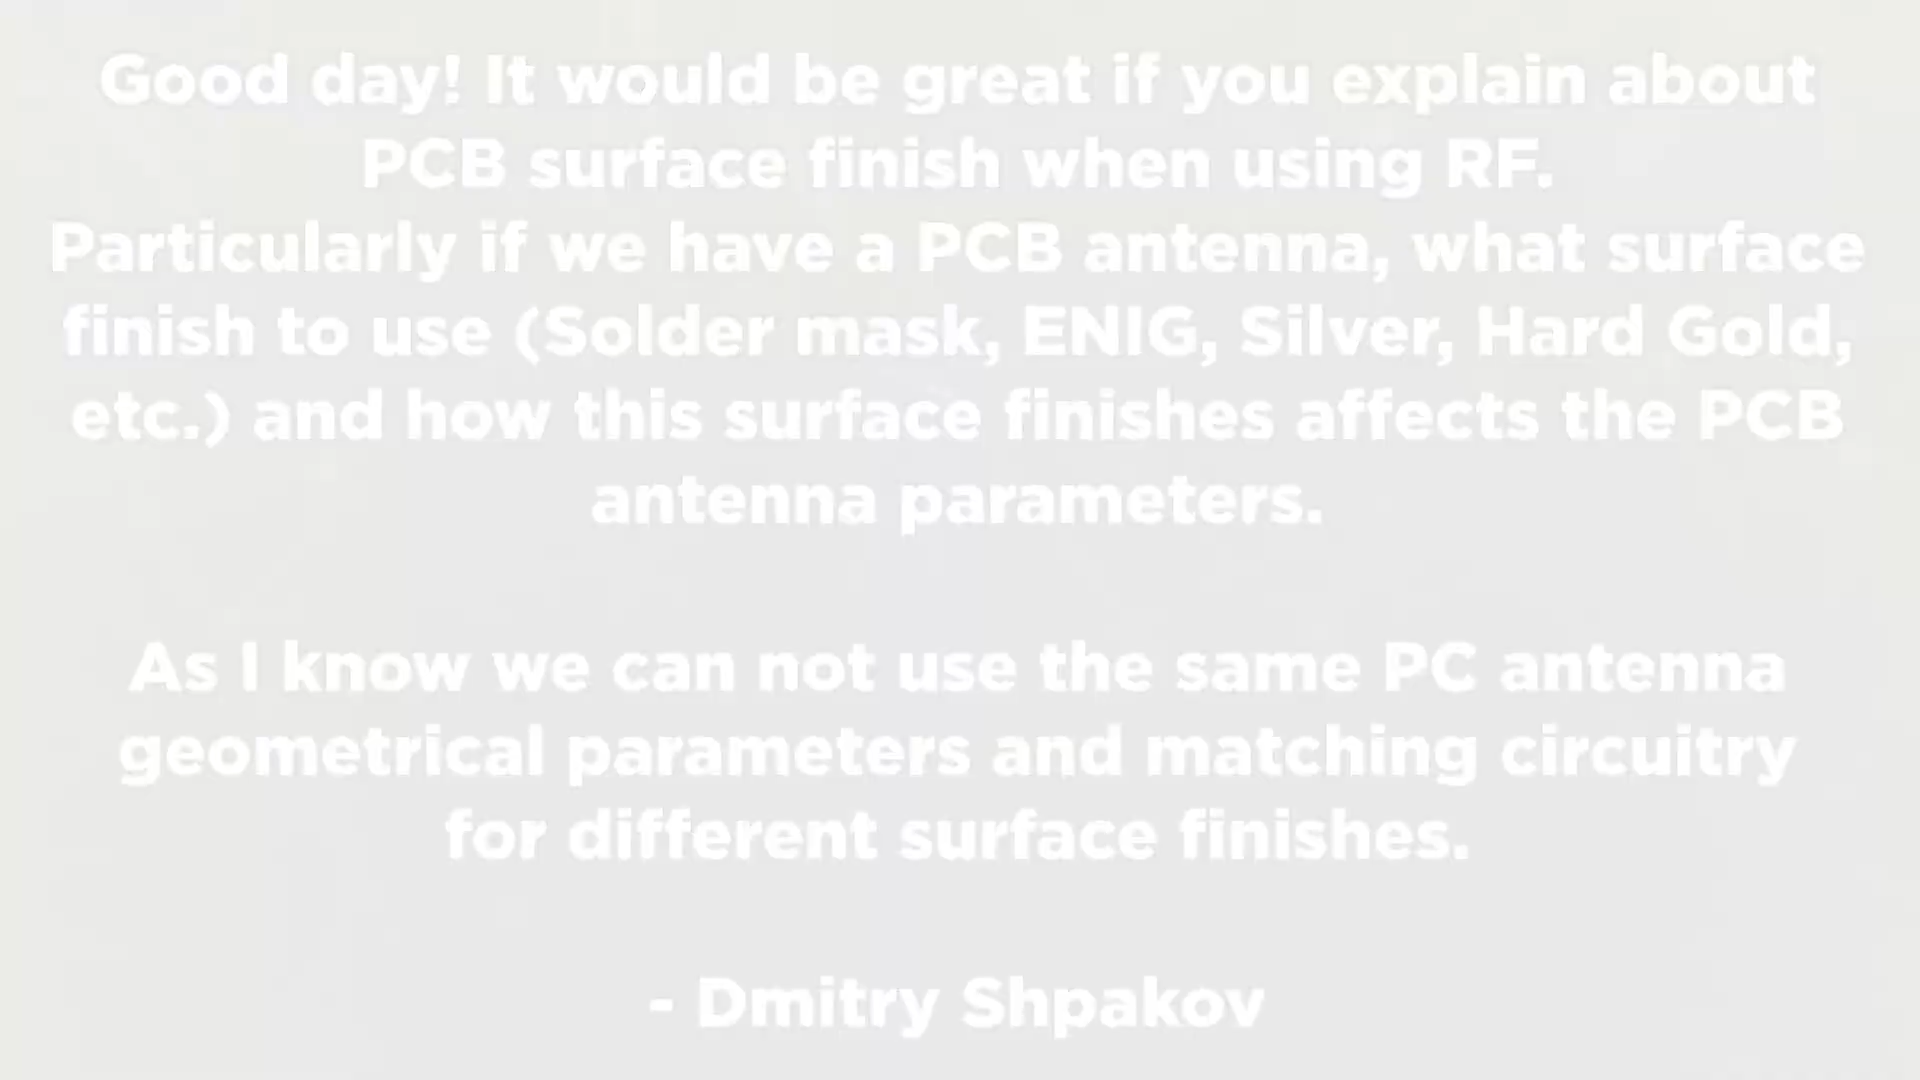 Good day! It would be great if you explain about
PCB surface finish when using RF.
Particularly if we have a PCB antenna, what surface
finish to use (Solder mask, ENIG, Silver, Hard Gold,
etc.) and how this surface finishes affects the PCB
antenna parameters.
As I know we can not use the same PC antenna
geometrical parameters and matching circuitry
for different surface finishes.
- Dmitry Shpakov